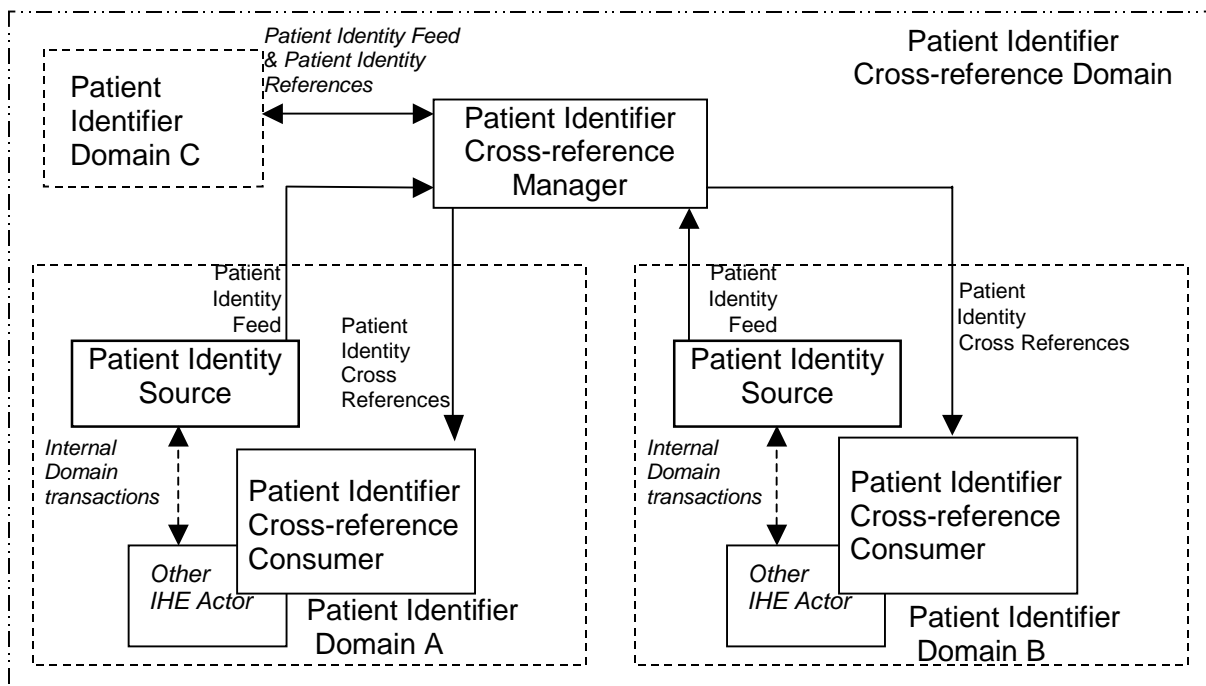 Patient Identity Feed
& Patient Identity
References
Patient Identifier
Cross-reference Domain
Patient
Identifier
Domain C
Patient Identifier
Cross-reference
Manager
Patient
Identity
Feed
Patient
Identity
Cross
References
Patient Identity
Source
Internal
Domain
transactions
Patient Identifier
Cross-reference
Consumer
Other
IHE Actor
Patient Identifier
Domain A
Patient
Identity
Feed
Patient
Identity
Cross References
Patient Identity
Source
Internal
Domain
transactions
Patient Identifier
Cross-reference
Consumer
Other
IHE Actor
Patient Identifier
Domain B